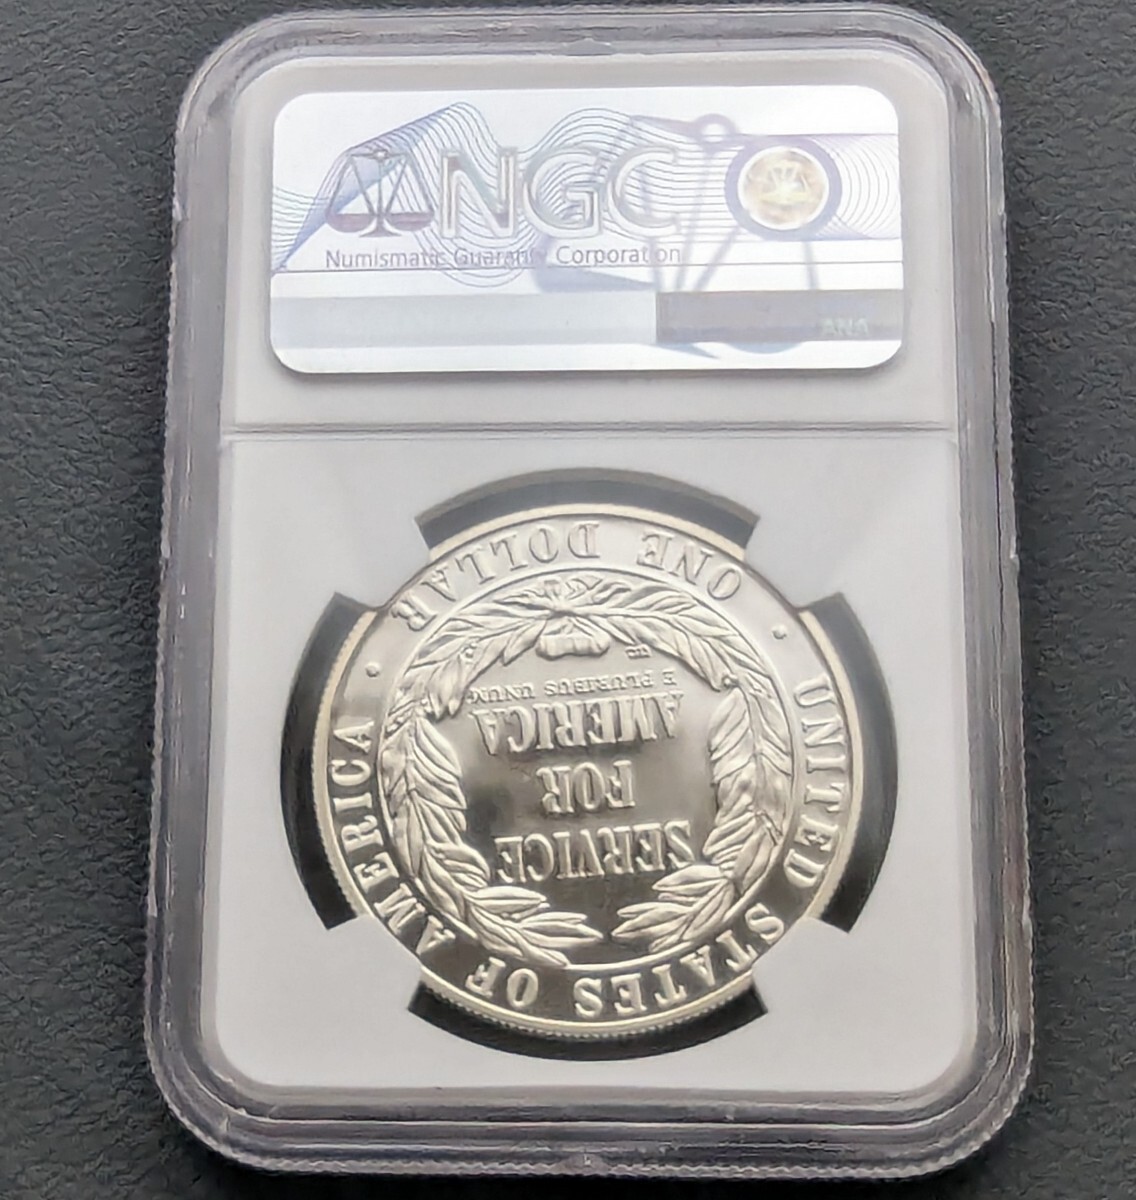 NGC
Numismatic Guaranty Corporation
ANA
UNITED STATES OF AMERICA
SERVICE
FOR
AMERICA
E PLURIBUS UNUM
ONE DOLLAR